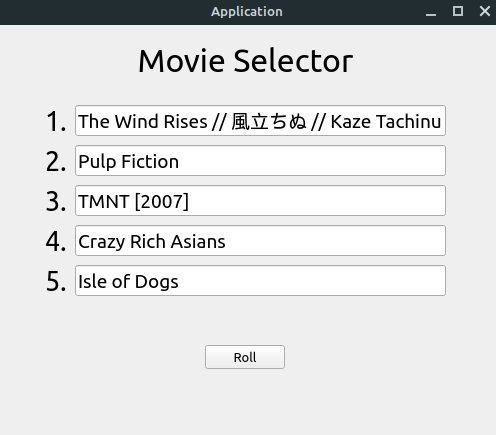 Application
Movie Selector
1. The Wind Rises // 風立ちぬ // Kaze Tachinu
2. Pulp Fiction
3. TMNT [2007]
4. Crazy Rich Asians
5. Isle of Dogs
Roll